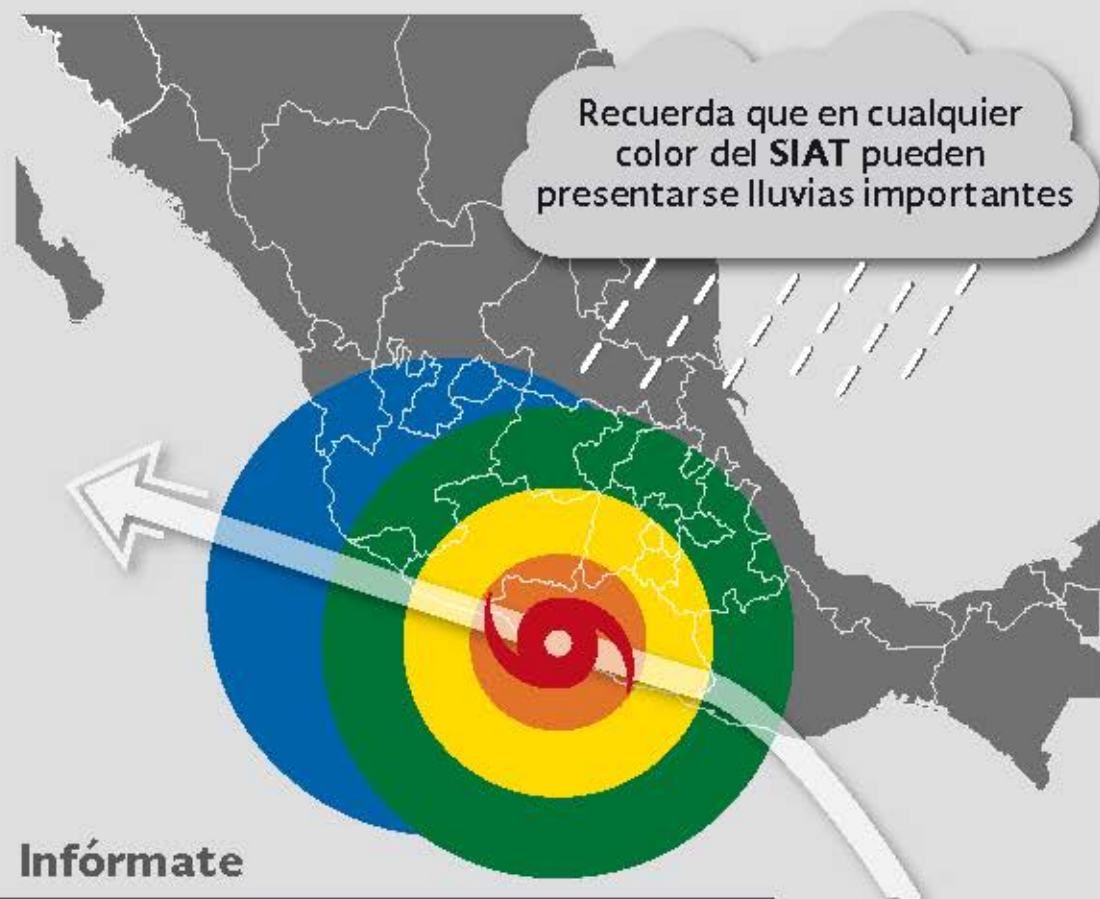 Recuerda que en cualquier
color del SIAT pueden
presentarse lluvias importantes
Infórmate